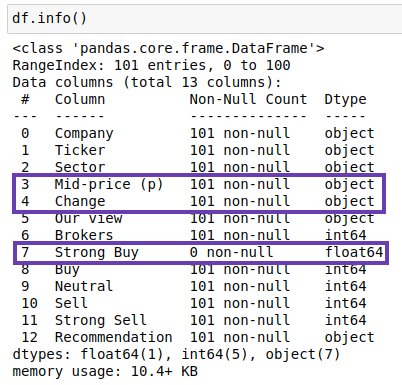 df.info()
<class 'pandas.core.frame.DataFrame'>
RangeIndex: 101 entries, 0 to 100
Data columns (total 13 columns):
 #   Column          Non-Null Count  Dtype
---  ------          --------------  -----
 0   Company         101 non-null    object
 1   Ticker          101 non-null    object
 2   Sector          101 non-null    object
 3   Mid-price (p)   101 non-null    object
 4   Change          101 non-null    object
 5   Our view        101 non-null    object
 6   Brokers         101 non-null    int64
 7   Strong Buy      0 non-null      float64
 8   Buy             101 non-null    int64
 9   Neutral         101 non-null    int64
 10  Sell            101 non-null    int64
 11  Strong Sell     101 non-null    int64
 12  Recommendation  101 non-null    object
dtypes: float64(1), int64(5), object(7)
memory usage: 10.4+ KB